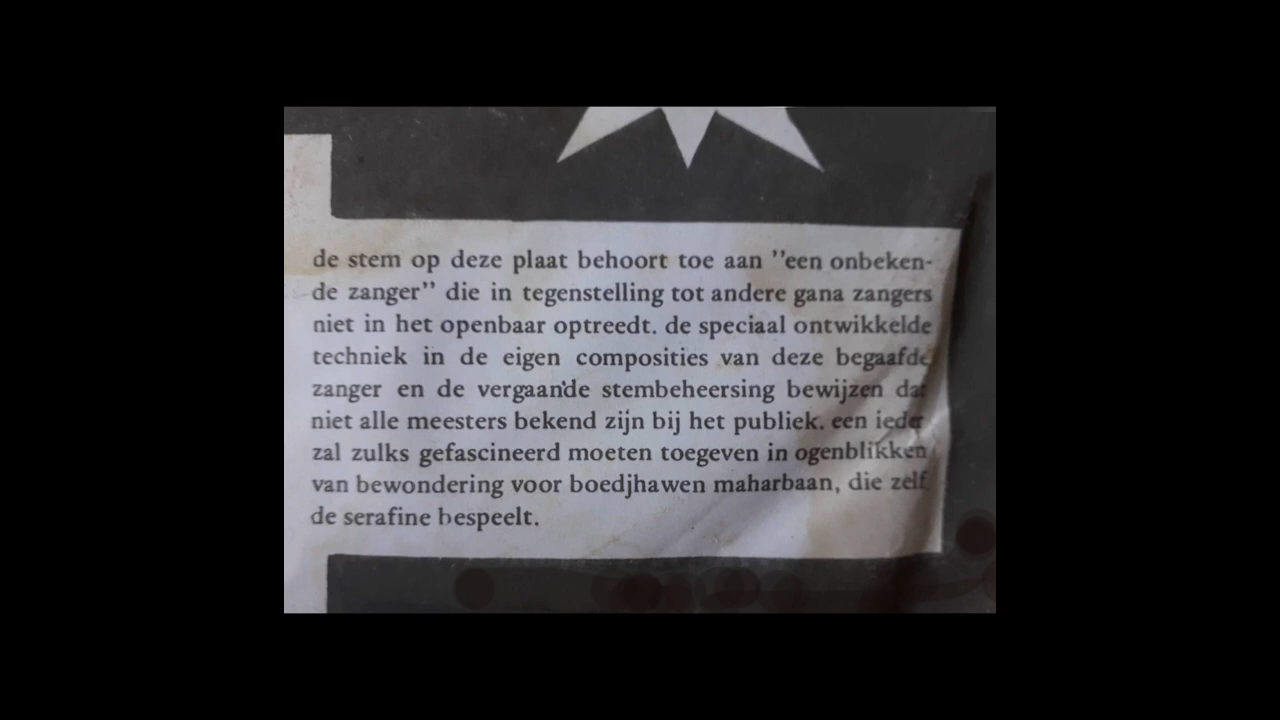 de stem op deze plaat behoort toe aan ”een onbeken-
de zanger” die in tegenstelling tot andere gana zangers
niet in het openbaar optreedt. de speciaal ontwikkelde
techniek in de eigen composities van deze begaafde
zanger en de vergaande stembeheersing bewijzen dat
niet alle meesters bekend zijn bij het publiek. een ieder
zal zulks gefascineerd moeten toegeven in ogenblikken
van bewondering voor boedjhawen maharbaan, die zelf
de serafine bespeelt.